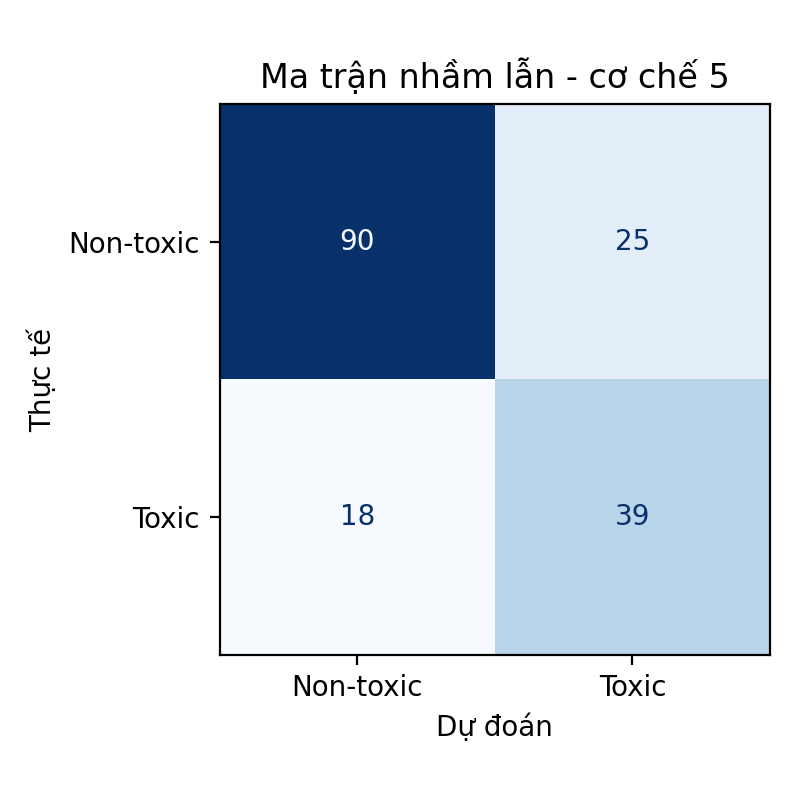 Ma trận nhầm lẫn - cơ chế 5
Thực tế
Non-toxic
90
25
Toxic
18
39
Non-toxic
Toxic
Dự đoán